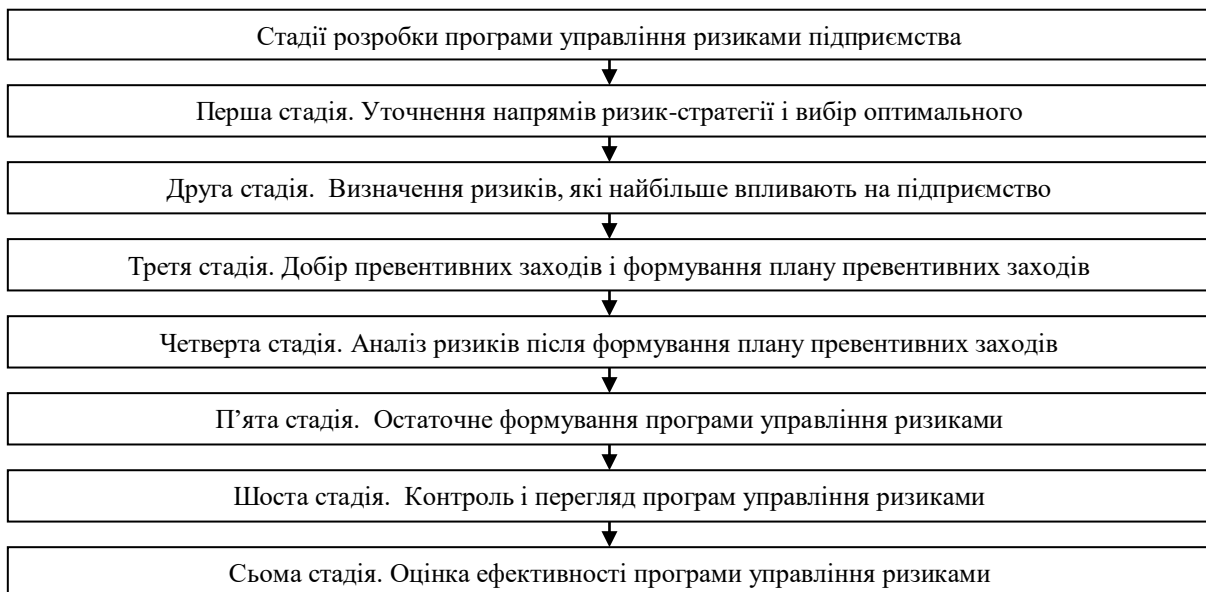 Стадії розробки програми управління ризиками підприємства
Перша стадія. Уточнення напрямів ризик-стратегії і вибір оптимального
Друга стадія.  Визначення ризиків, які найбільше впливають на підприємство
Третя стадія. Добір превентивних заходів і формування плану превентивних заходів
Четверта стадія. Аналіз ризиків після формування плану превентивних заходів
П’ята стадія.  Остаточне формування програми управління ризиками
Шоста стадія.  Контроль і перегляд програм управління ризиками
Сьома стадія. Оцінка ефективності програми управління ризиками